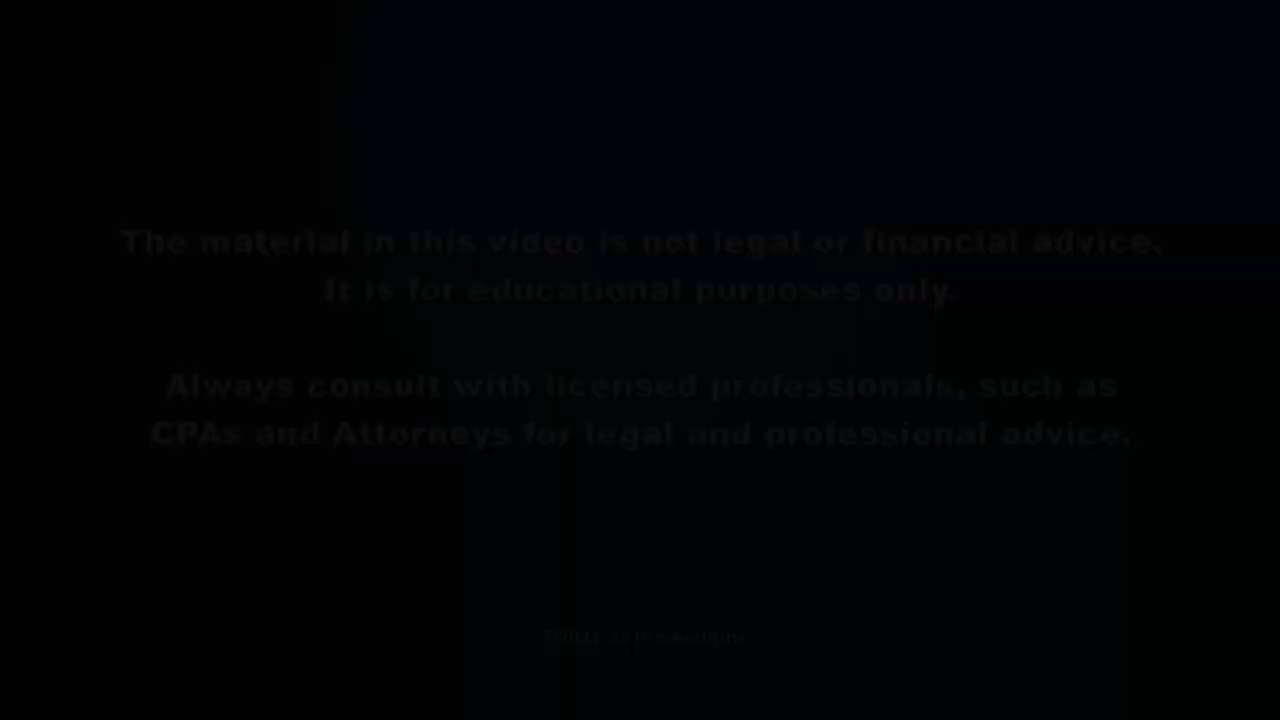 The material in this video is not legal or financial advice.
It is for educational purposes only.
Always consult with licensed professionals, such as
CPAs and Attorneys for legal and professional advice.